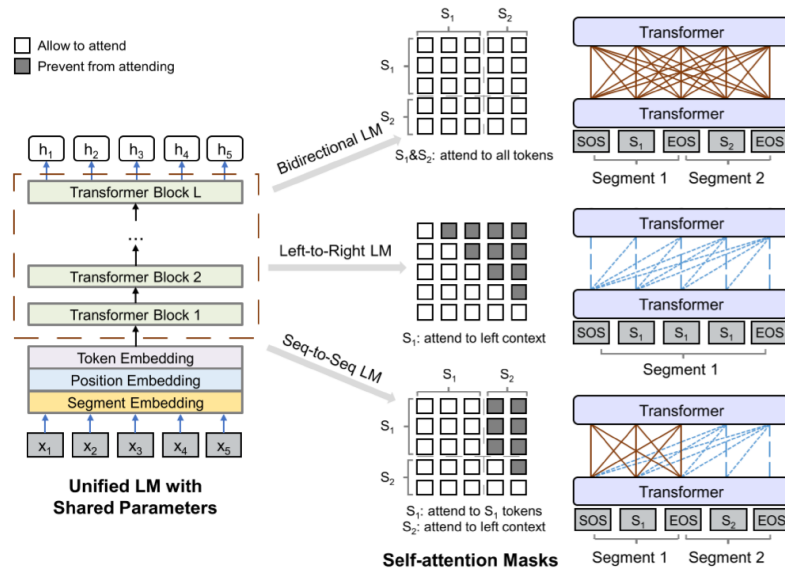 Allow to attend
Prevent from attending
h1 h2 h3 h4 h5
Transformer Block L
...
Transformer Block 2
Transformer Block 1
Token Embedding
Position Embedding
Segment Embedding
x1 x2 x3 x4 x5
Unified LM with
Shared Parameters
Bidirectional LM
Left-to-Right LM
Seq-to-Seq LM
S1 S2
S1
S2
S1&S2: attend to all tokens
S1: attend to left context
S1 S2
S1
S2
S1: attend to S1 tokens
S2: attend to left context
Self-attention Masks
Transformer
Transformer
SOS S1 EOS S2 EOS
Segment 1 Segment 2
Transformer
Transformer
SOS S1 S1 S1 EOS
Segment 1
Transformer
Transformer
SOS S1 EOS S2 EOS
Segment 1 Segment 2